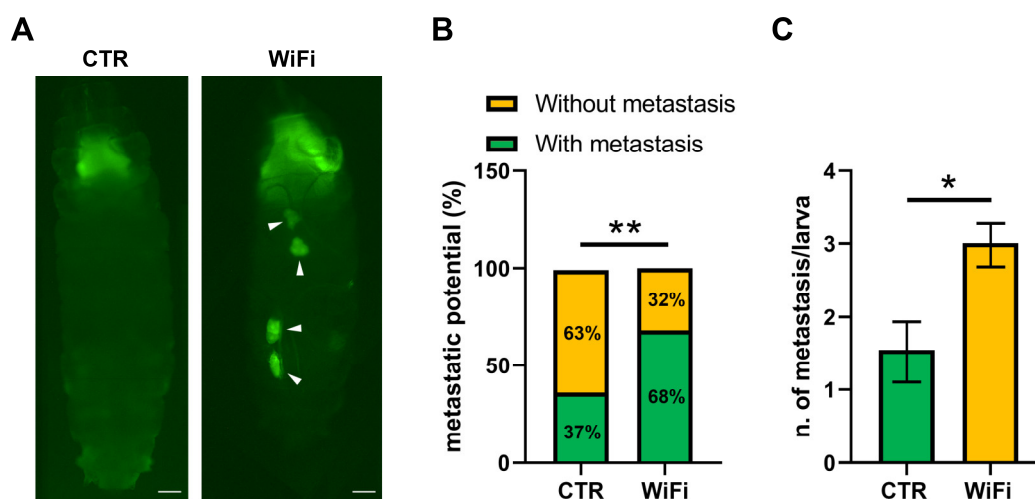 A
CTR
WiFi
B
Without metastasis
With metastasis
metastatic potential (%)
150
100
50
0
**
63%
37%
32%
68%
CTR
WiFi
C
n. of metastasis/larva
4
3
2
1
0
*
CTR
WiFi